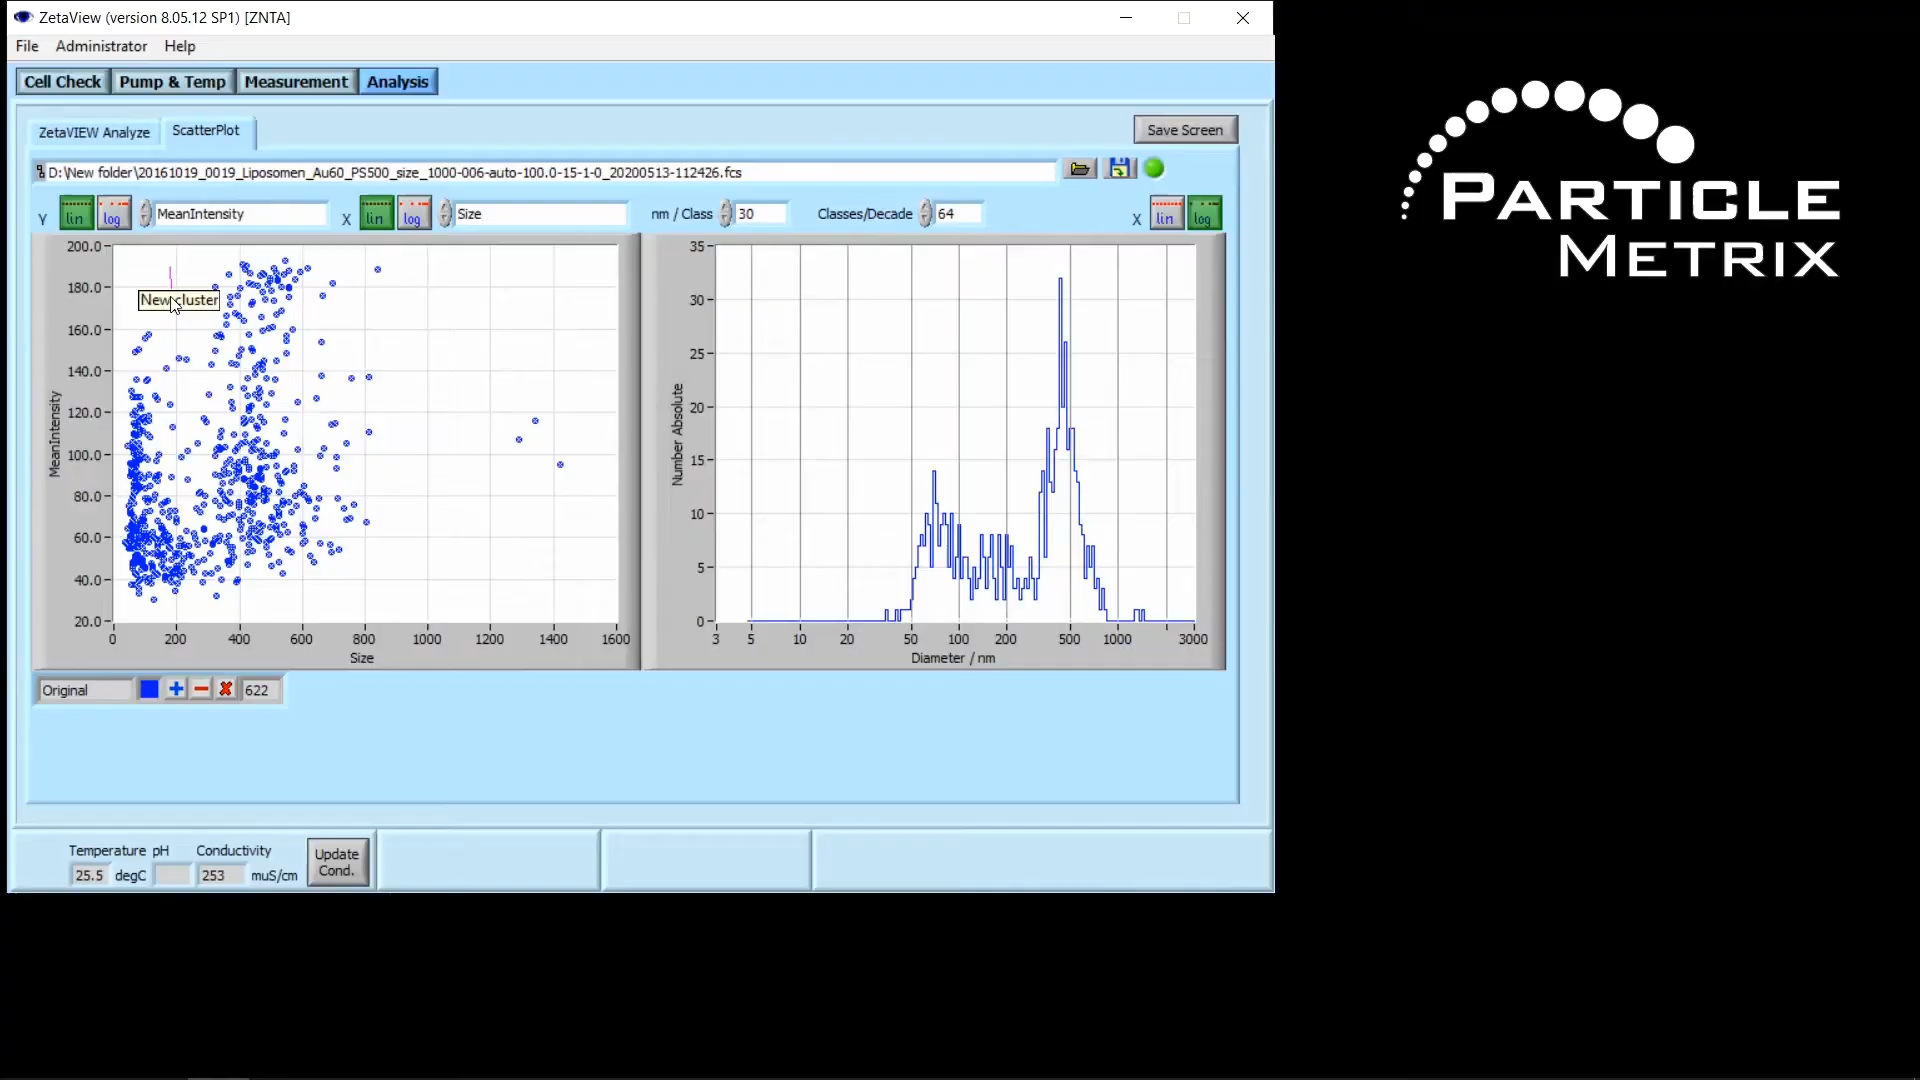 ZetaView (version 8.05.12 SP1) [ZNTA]
File Administrator Help
Cell Check Pump & Temp Measurement Analysis
ZetaVIEW Analyze ScatterPlot Save Screen
D:\New folder\20161019_0019_Liposomen_Au60_PS500_size_1000-006-auto-100.0-15-1-0_20200513-112426.fcs
Y lin log MeanIntensity X lin log Size nm / Class 30 Classes/Decade 64 X lin log
200.0
180.0
160.0
140.0
120.0
100.0
80.0
60.0
40.0
20.0
MeanIntensity
New cluster
0 200 400 600 800 1000 1200 1400 1600
Size
35
30
25
20
15
10
5
0
Number Absolute
3 5 10 20 50 100 200 500 1000 3000
Diameter / nm
Original 622
Temperature pH Conductivity
25.5 degC 253 muS/cm
Update
Cond.
PARTICLE
METRIX